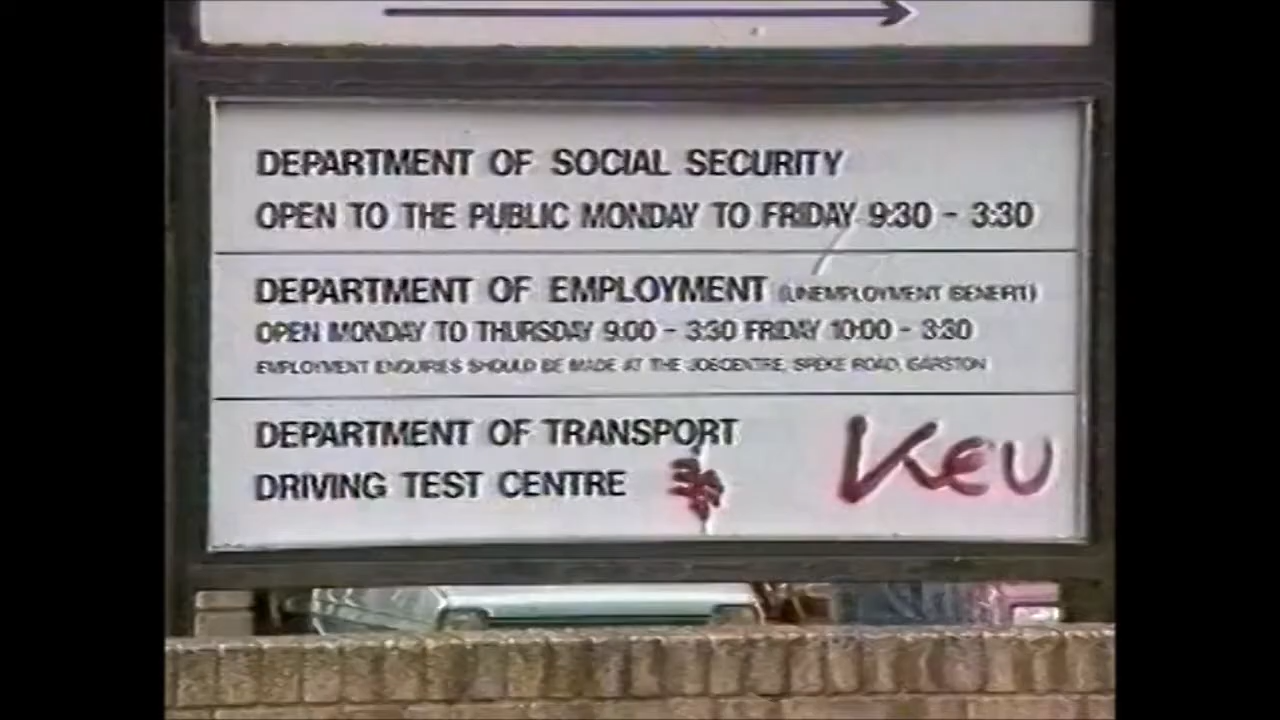 DEPARTMENT OF SOCIAL SECURITY
OPEN TO THE PUBLIC MONDAY TO FRIDAY 9:30 - 3:30
DEPARTMENT OF EMPLOYMENT (UNEMPLOYMENT BENEFIT)
OPEN MONDAY TO THURSDAY 9:00 - 3:30 FRIDAY 10:00 - 3:30
EMPLOYMENT ENQUIRIES SHOULD BE MADE AT THE JOBCENTRE, SPEKE ROAD, GARSTON
DEPARTMENT OF TRANSPORT
DRIVING TEST CENTRE
Kev